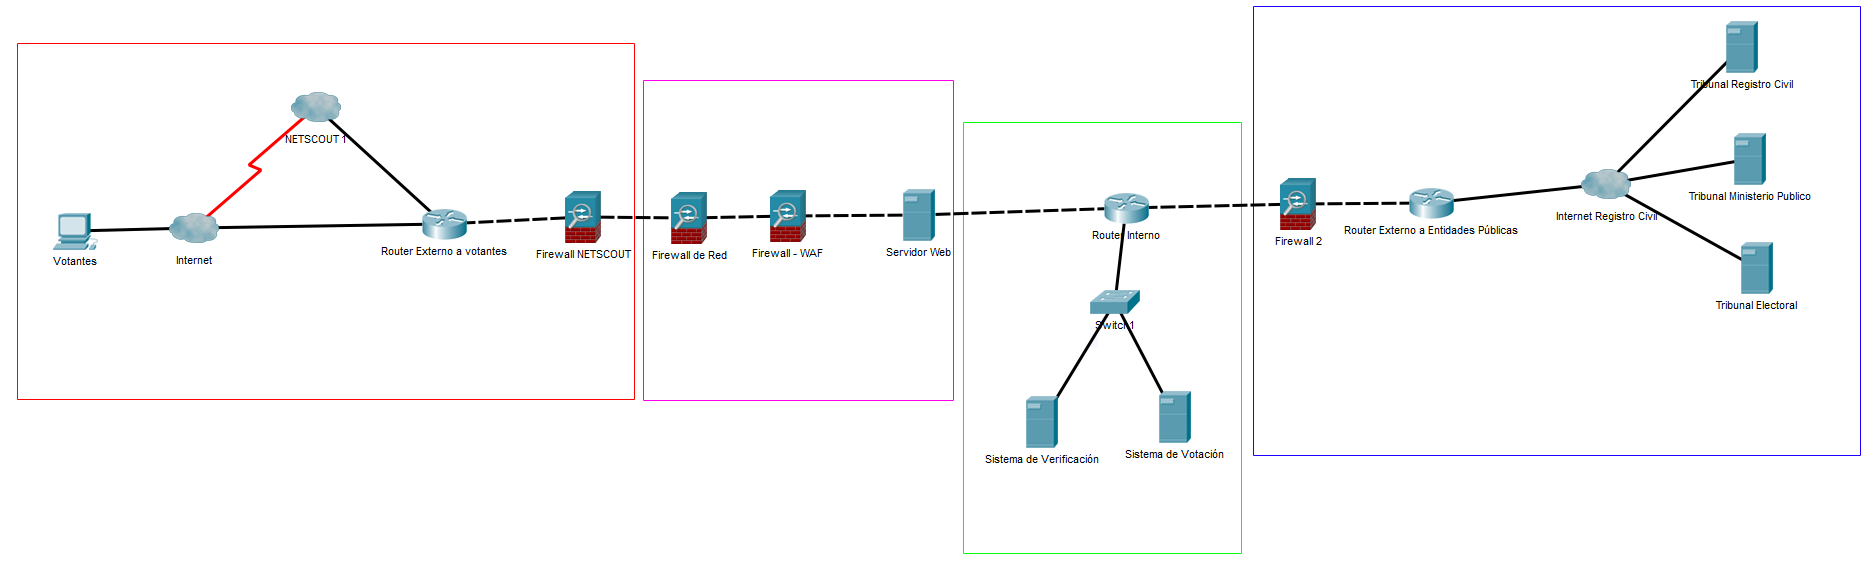 NETSCOUT 1
Votantes
Internet
Router Externo a votantes
Firewall NETSCOUT
Firewall de Red
Firewall - WAF
Servidor Web
Router Interno
Switch1
Sistema de Verificación
Sistema de Votación
Firewall 2
Router Externo a Entidades Públicas
Internet Registro Civil
Tribunal Registro Civil
Tribunal Ministerio Publico
Tribunal Electoral